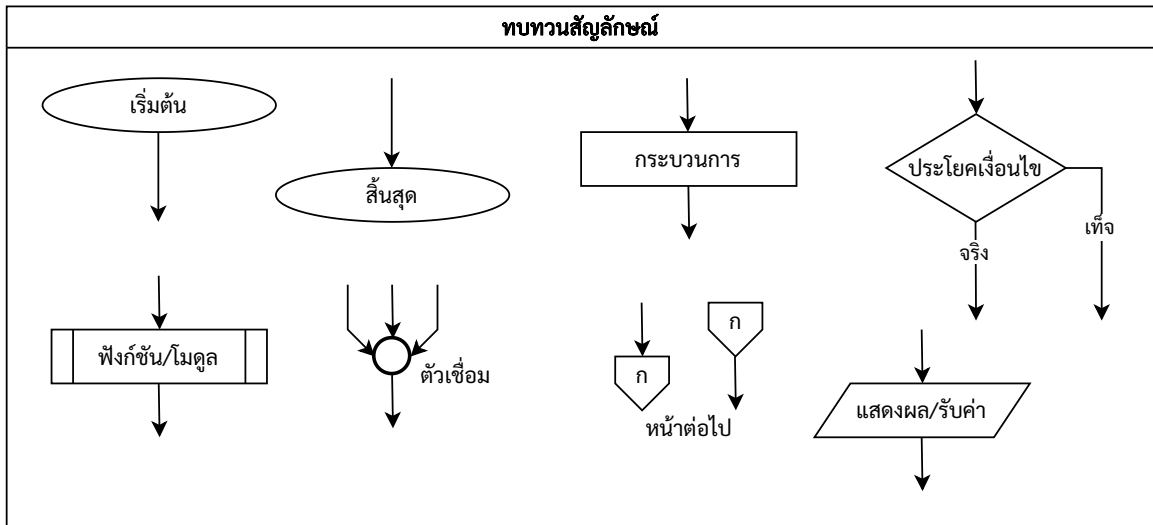 ทบทวนสัญลักษณ์
เริ่มต้น
สิ้นสุด
กระบวนการ
ประโยคเงื่อนไข
จริง
เท็จ
ฟังก์ชัน/โมดูล
ตัวเชื่อม
ก
ก
หน้าต่อไป
แสดงผล/รับค่า